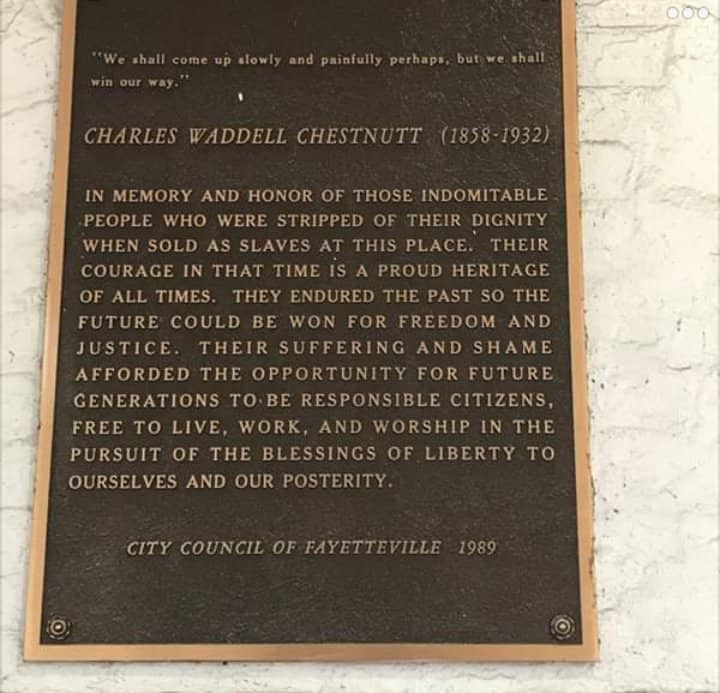 "We shall come up slowly and painfully perhaps, but we shall
win our way."
CHARLES WADDELL CHESTNUTT (1858-1932)
IN MEMORY AND HONOR OF THOSE INDOMITABLE
PEOPLE WHO WERE STRIPPED OF THEIR DIGNITY
WHEN SOLD AS SLAVES AT THIS PLACE. THEIR
COURAGE IN THAT TIME IS A PROUD HERITAGE
OF ALL TIMES. THEY ENDURED THE PAST SO THE
FUTURE COULD BE WON FOR FREEDOM AND
JUSTICE. THEIR SUFFERING AND SHAME
AFFORDED THE OPPORTUNITY FOR FUTURE
GENERATIONS TO BE RESPONSIBLE CITIZENS,
FREE TO LIVE, WORK, AND WORSHIP IN THE
PURSUIT OF THE BLESSINGS OF LIBERTY TO
OURSELVES AND OUR POSTERITY.
CITY COUNCIL OF FAYETTEVILLE 1989